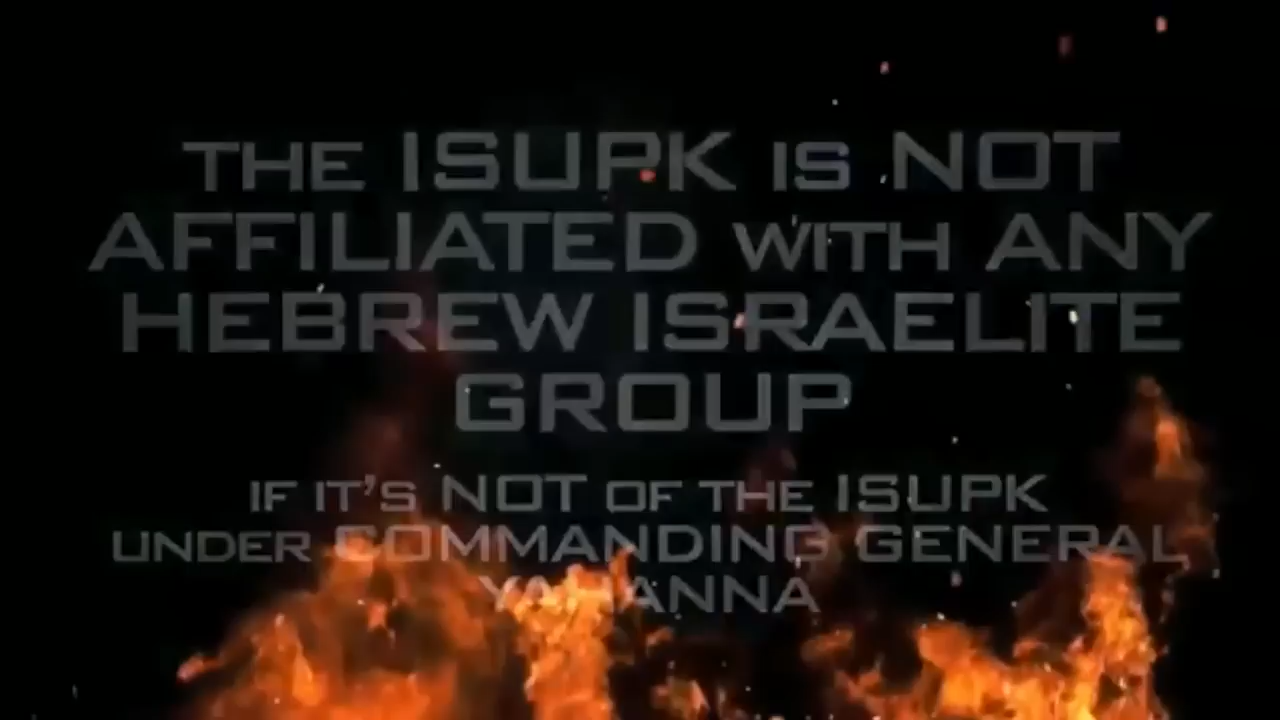 THE ISUPK IS NOT
AFFILIATED WITH ANY
HEBREW ISRAELITE
GROUP
IF IT'S NOT OF THE ISUPK
UNDER COMMANDING GENERAL
YAHANNA